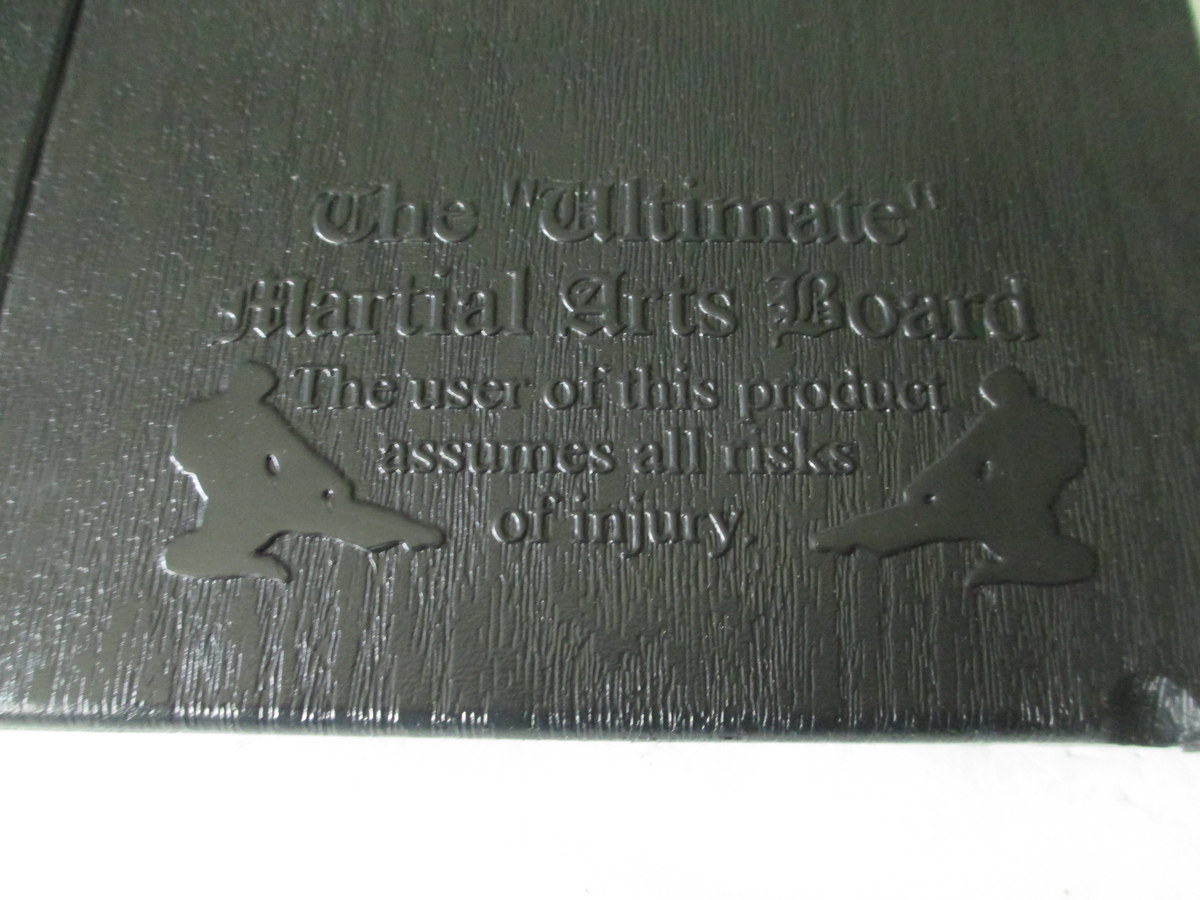 The "Ultimate"
Martial Arts Board
The user of this product
assumes all risks
of injury.